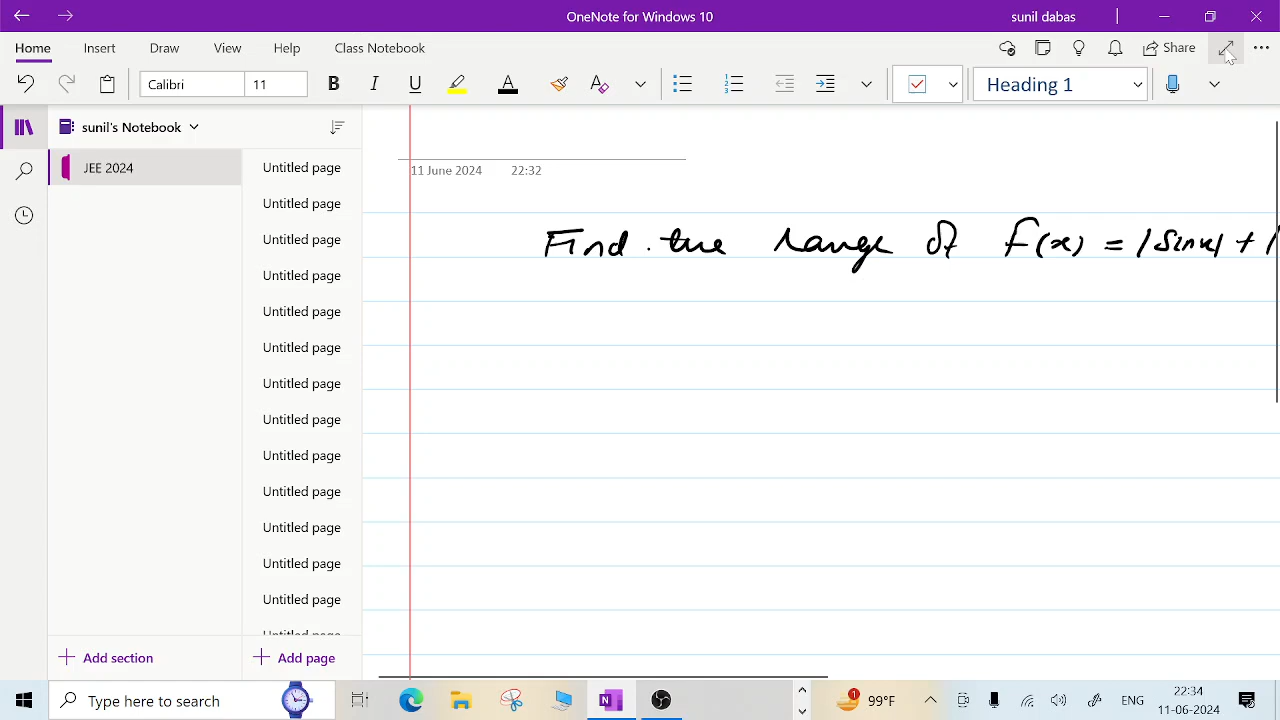 OneNote for Windows 10
sunil dabas
Home Insert Draw View Help Class Notebook
Share
Calibri 11
Heading 1
sunil's Notebook
JEE 2024
Untitled page
Untitled page
Untitled page
Untitled page
Untitled page
Untitled page
Untitled page
Untitled page
Untitled page
Untitled page
Untitled page
Untitled page
Untitled page
Untitled page
Add section
Add page
11 June 2024 22:32
Find the range of f(x) = |sinx| + |
Type here to search
99°F
ENG
22:34
11-06-2024